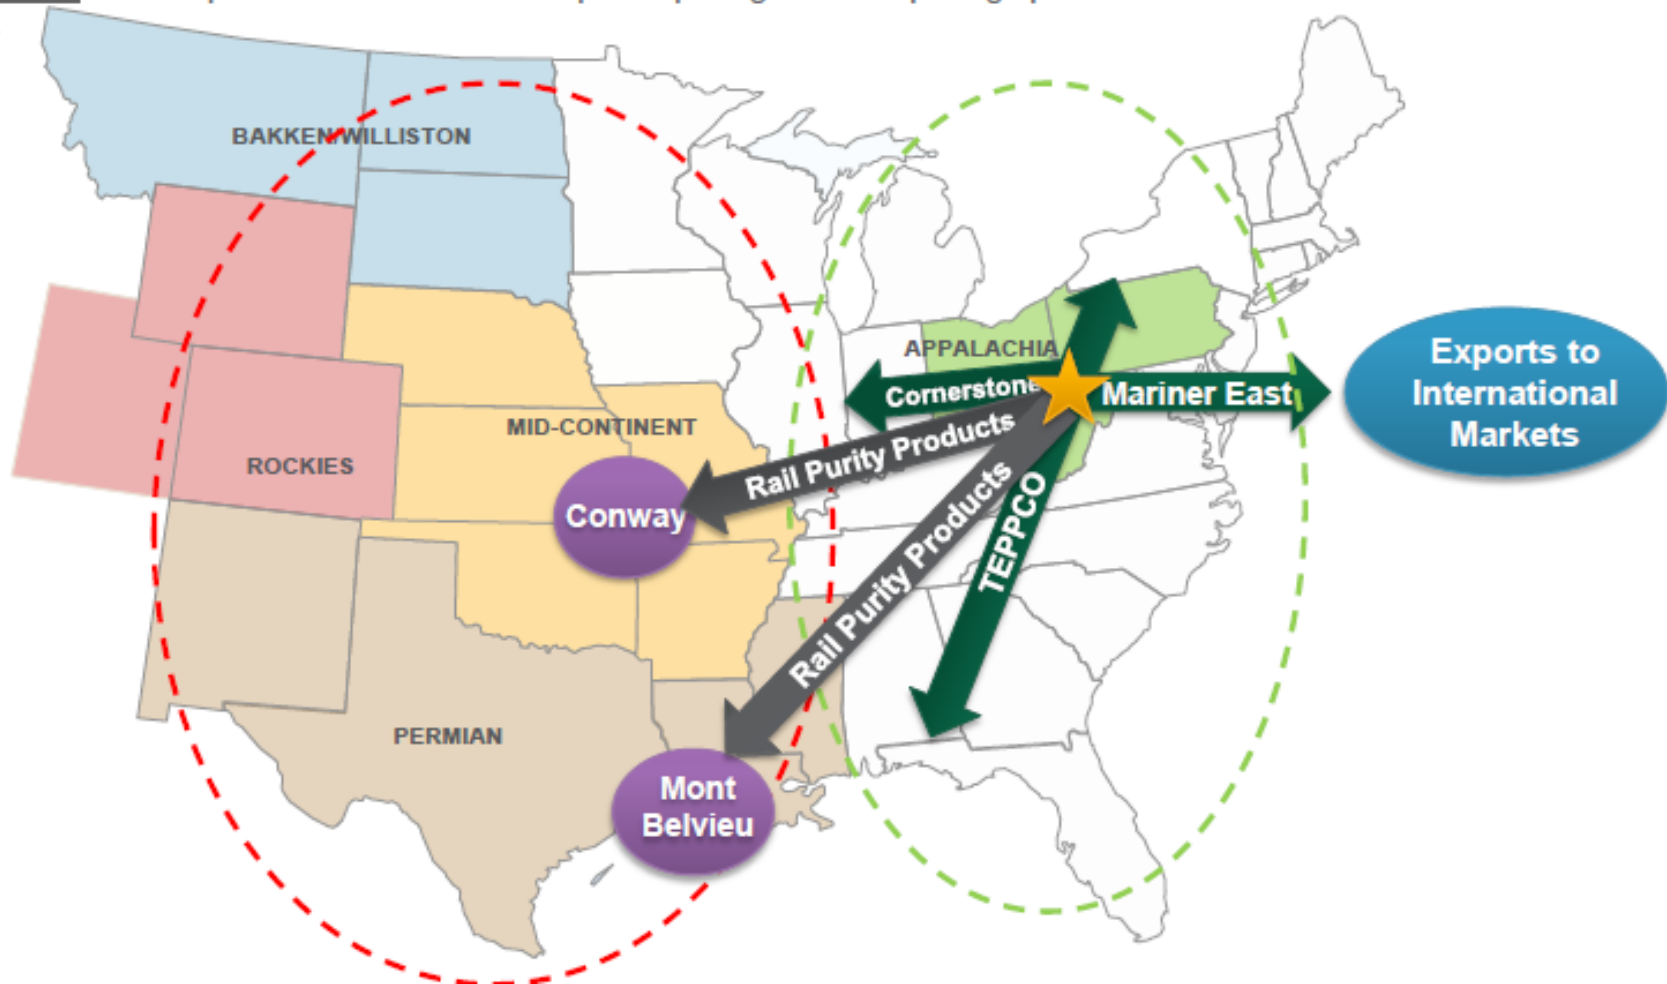 BAKKEN/WILLISTON
APPALACHIA
Exports to
International
Markets
Cornerstone
Mariner East
MID-CONTINENT
Rail Purity Products
ROCKIES
Conway
Rail Purity Products
TEPPCO
PERMIAN
Mont
Belvieu